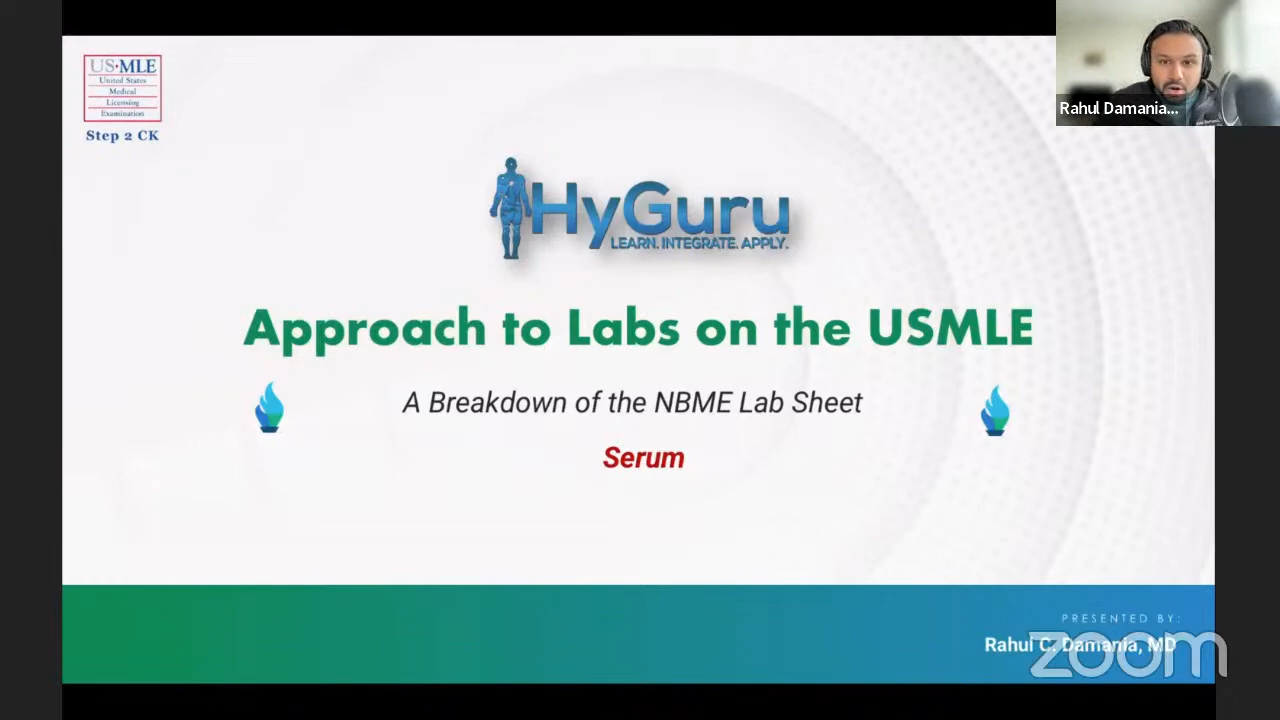 US·MLE
United States
Medical
Licensing
Examination
Step 2 CK
Rahul Damania...
HyGuru
LEARN. INTEGRATE. APPLY.
Approach to Labs on the USMLE
A Breakdown of the NBME Lab Sheet
Serum
PRESENTED BY:
Rahul C. Damania, MD
zoom